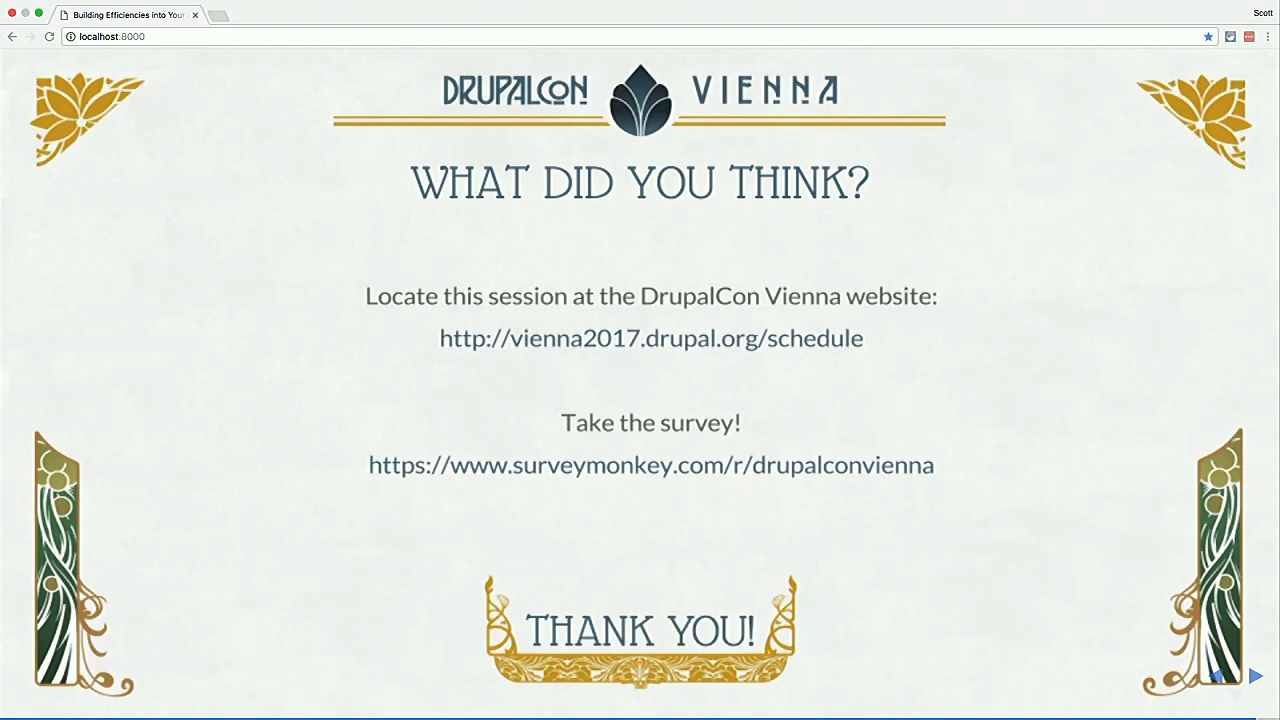 Building Efficiencies into Your
Scott
localhost:8000
DRUPALCON VIENNA
WHAT DID YOU THINK?
Locate this session at the DrupalCon Vienna website:
http://vienna2017.drupal.org/schedule
Take the survey!
https://www.surveymonkey.com/r/drupalconvienna
THANK YOU!